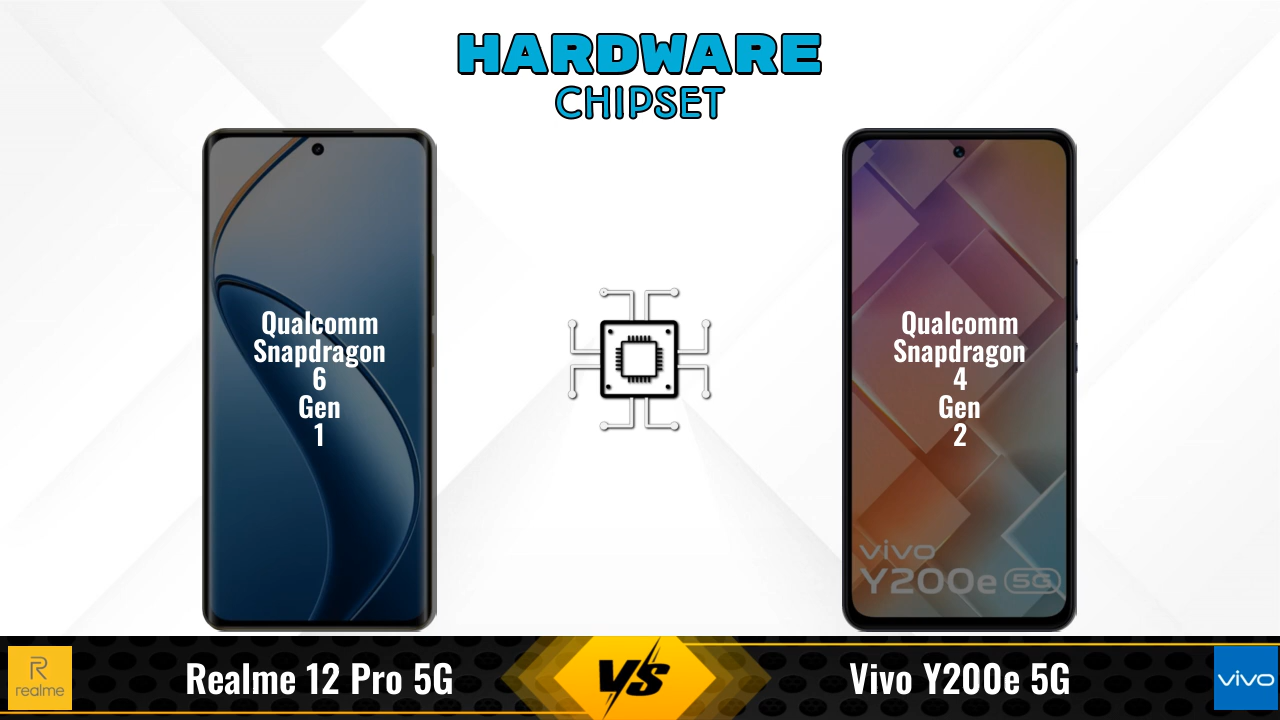 HARDWARE
CHIPSET
Qualcomm
Snapdragon
6
Gen
1
Qualcomm
Snapdragon
4
Gen
2
vivo
Y200e 5G
R
realme
Realme 12 Pro 5G
VS
Vivo Y200e 5G
vivo